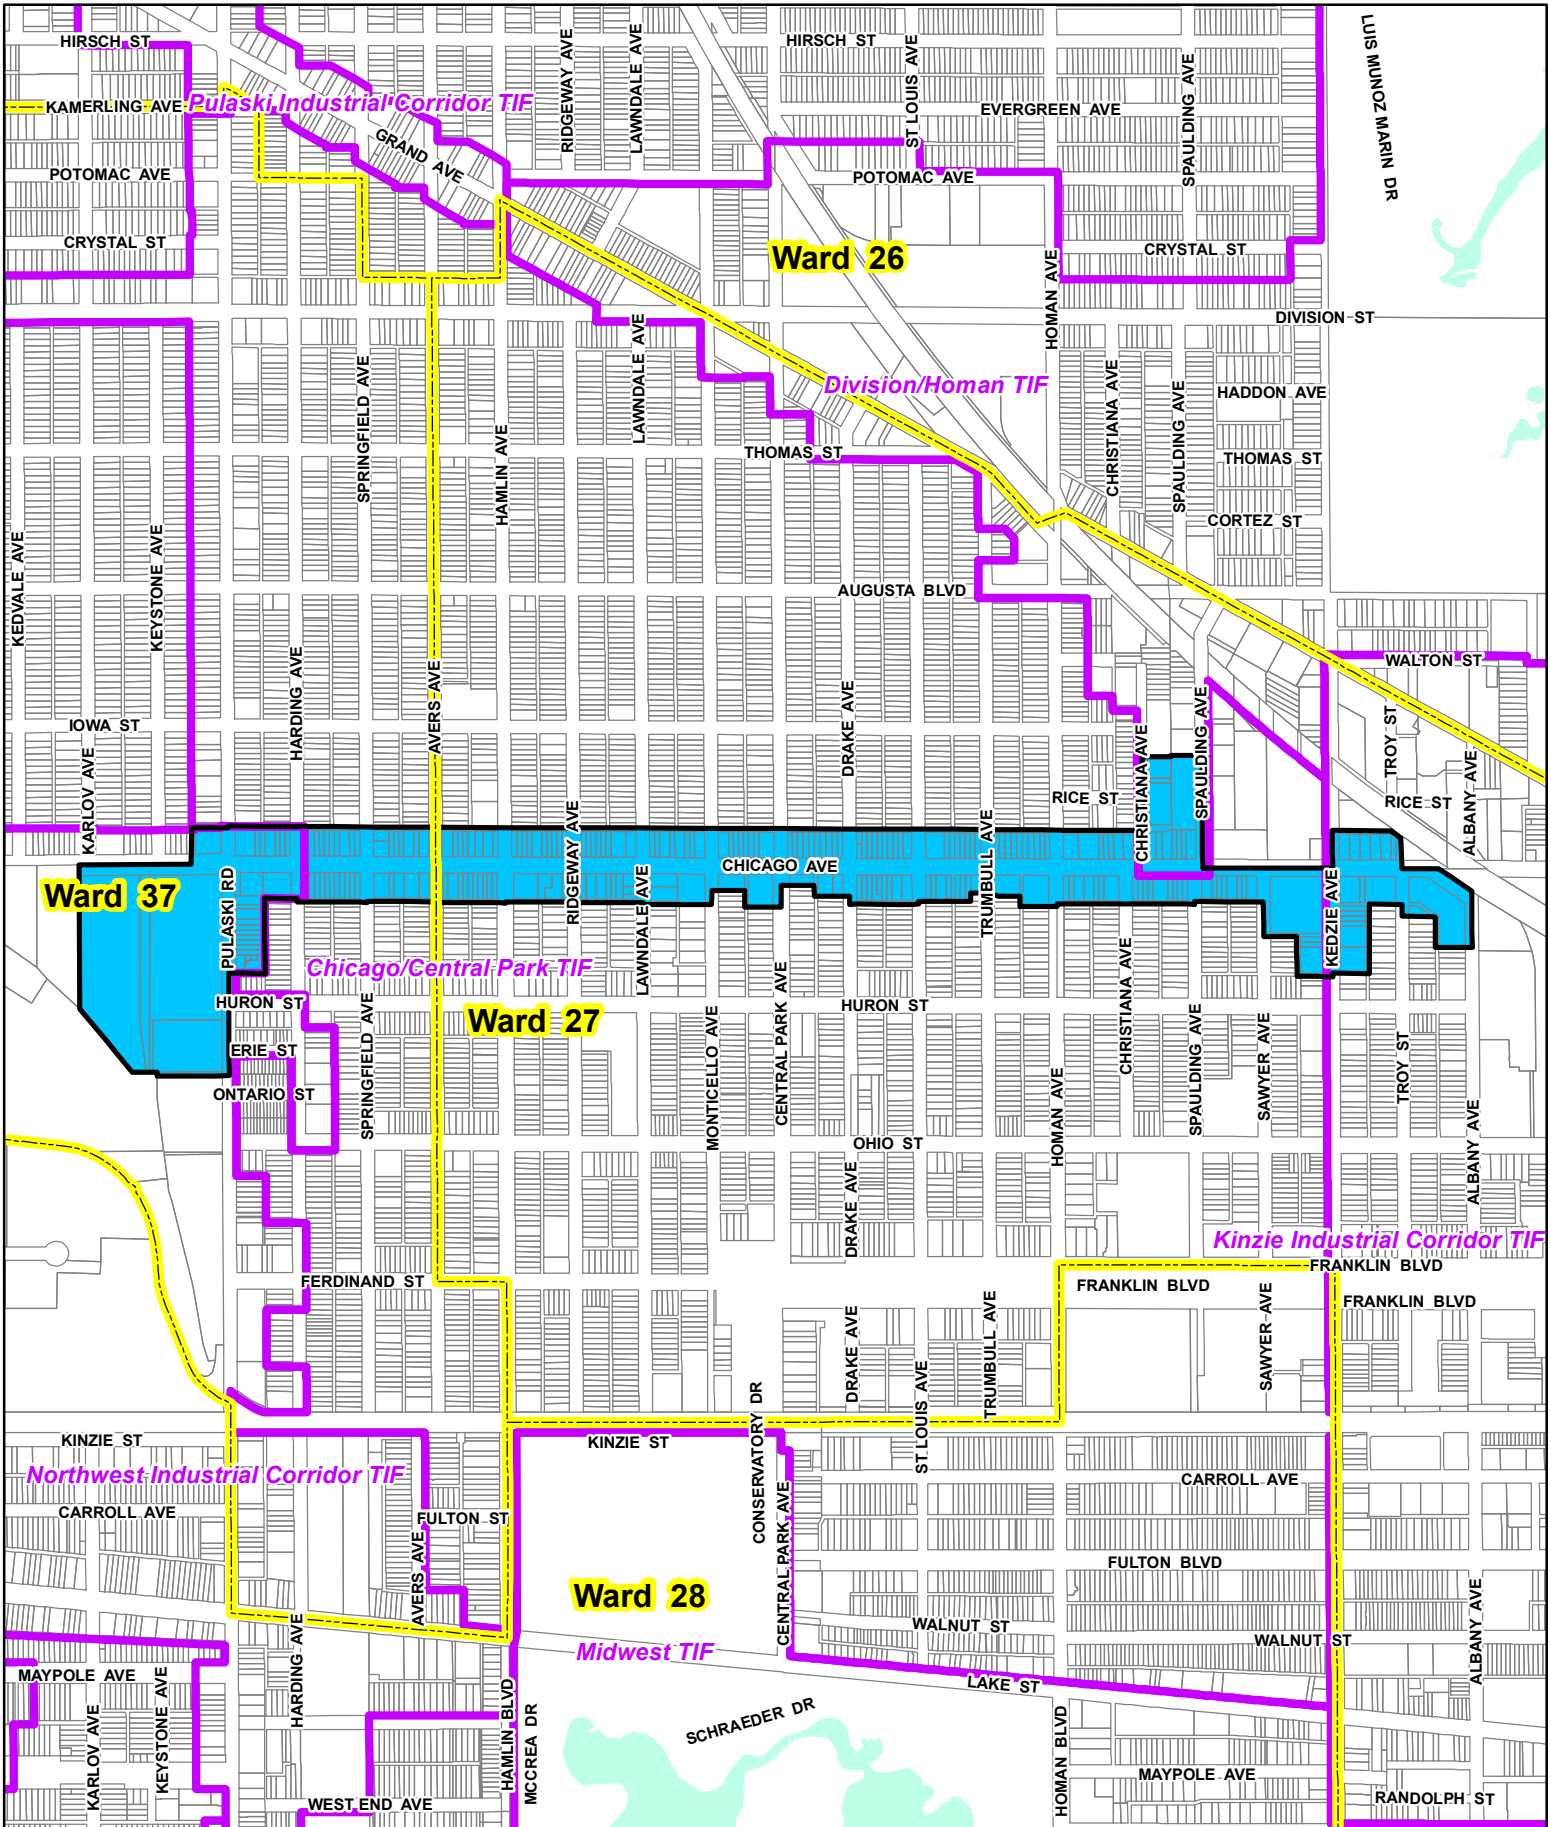 HIRSCH ST
HIRSCH ST
RIDGEWAY AVE
LAWNDALE AVE
ST LOUIS AVE
SPAULDING AVE
LUIS MUNOZ MARIN DR
KAMERLING AVE
Pulaski Industrial Corridor TIF
EVERGREEN AVE
GRAND AVE
POTOMAC AVE
POTOMAC AVE
CRYSTAL ST
Ward 26
CRYSTAL ST
HOMAN AVE
DIVISION ST
LAWNDALE AVE
SPRINGFIELD AVE
Division/Homan TIF
CHRISTIANA AVE
SPAULDING AVE
HADDON AVE
HAMLIN AVE
THOMAS ST
THOMAS ST
CORTEZ ST
KEDVALE AVE
KEYSTONE AVE
AUGUSTA BLVD
HARDING AVE
AVERS AVE
WALTON ST
IOWA ST
DRAKE AVE
SPAULDING AVE
TROY ST
KARLOV AVE
CHRISTIANA AVE
ALBANY AVE
RICE ST
RICE ST
RIDGEWAY AVE
TRUMBULL AVE
CHICAGO AVE
Ward 37
PULASKI RD
LAWNDALE AVE
KEDZIE AVE
Chicago/Central Park TIF
CHRISTIANA AVE
HURON ST
HURON ST
Ward 27
SPRINGFIELD AVE
MONTICELLO AVE
CENTRAL PARK AVE
SPAULDING AVE
SAWYER AVE
TROY ST
ERIE ST
ONTARIO ST
HOMAN AVE
OHIO ST
DRAKE AVE
ALBANY AVE
Kinzie Industrial Corridor TIF
FRANKLIN BLVD
FERDINAND ST
FRANKLIN BLVD
FRANKLIN BLVD
DRAKE AVE
TRUMBULL AVE
SAWYER AVE
ST LOUIS AVE
CONSERVATORY DR
KINZIE ST
KINZIE ST
Northwest Industrial Corridor TIF
CARROLL AVE
CARROLL AVE
FULTON ST
CENTRAL PARK AVE
AVERS AVE
FULTON BLVD
Ward 28
HARDING AVE
WALNUT ST
WALNUT ST
ALBANY AVE
Midwest TIF
MAYPOLE AVE
LAKE ST
KARLOV AVE
KEYSTONE AVE
HAMLIN BLVD
MCCREA DR
SCHRAEDER DR
HOMAN BLVD
MAYPOLE AVE
WEST END AVE
RANDOLPH ST